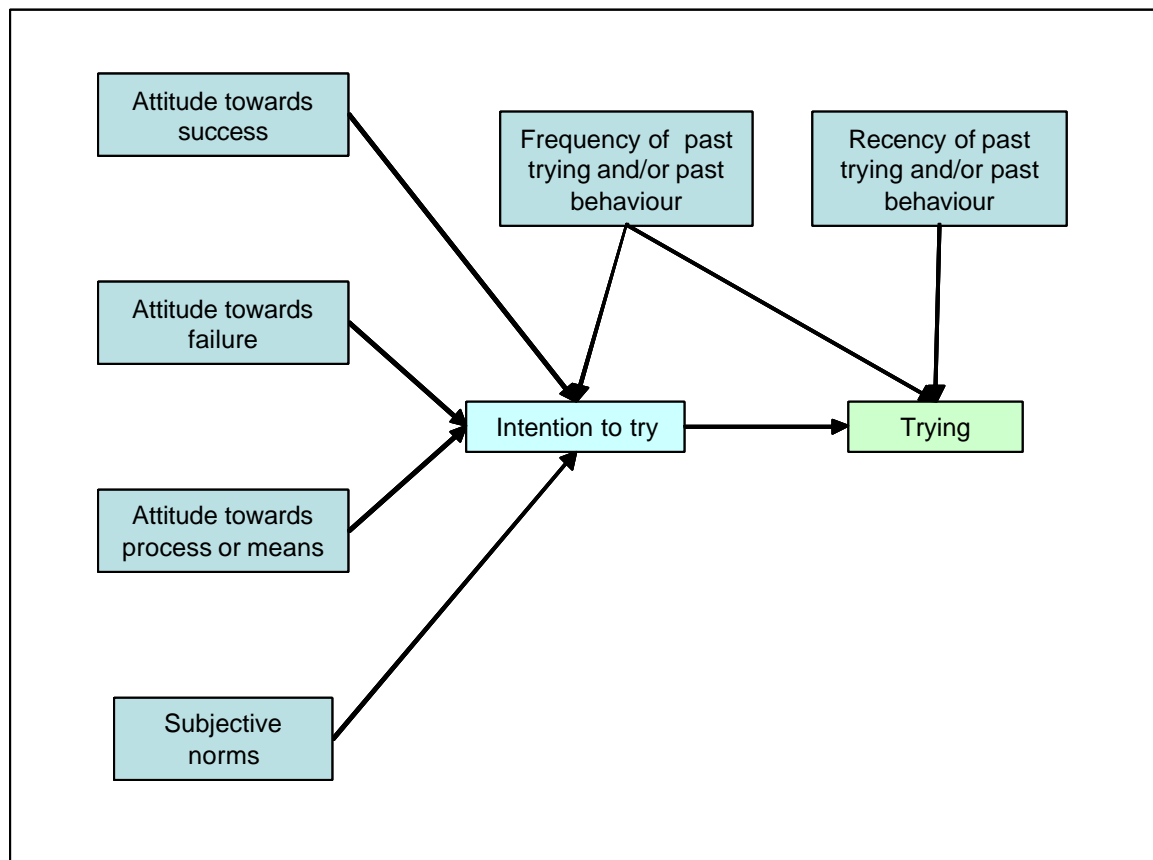 Attitude towards
success
Frequency of past
trying and/or past
behaviour
Recency of past
trying and/or past
behaviour
Attitude towards
failure
Intention to try
Trying
Attitude towards
process or means
Subjective
norms